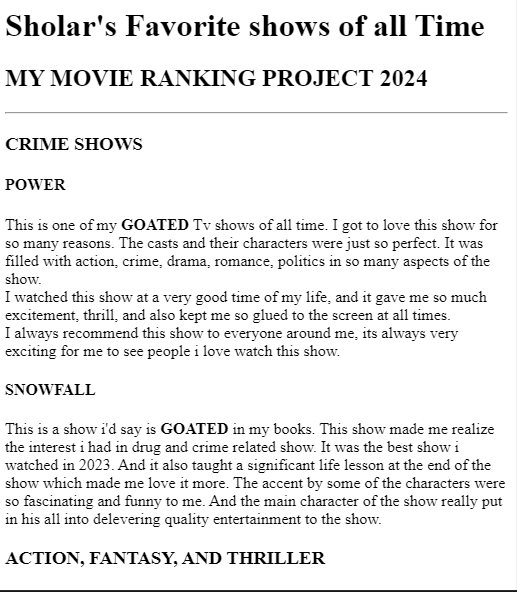 Sholar's Favorite shows of all Time
MY MOVIE RANKING PROJECT 2024
CRIME SHOWS
POWER
This is one of my GOATED Tv shows of all time. I got to love this show for
so many reasons. The casts and their characters were just so perfect. It was
filled with action, crime, drama, romance, politics in so many aspects of the
show.
I watched this show at a very good time of my life, and it gave me so much
excitement, thrill, and also kept me so glued to the screen at all times.
I always recommend this show to everyone around me, its always very
exciting for me to see people i love watch this show.
SNOWFALL
This is a show i'd say is GOATED in my books. This show made me realize
the interest i had in drug and crime related show. It was the best show i
watched in 2023. And it also taught a significant life lesson at the end of the
show which made me love it more. The accent by some of the characters were
so fascinating and funny to me. And the main character of the show really put
in his all into delevering quality entertainment to the show.
ACTION, FANTASY, AND THRILLER